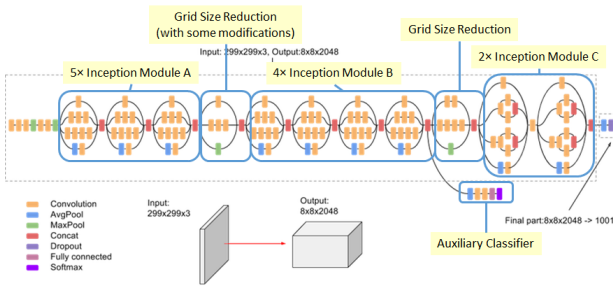 Grid Size Reduction
(with some modifications)
Grid Size Reduction
Input: 299x299x3, Output:8x8x2048
5× Inception Module A
4× Inception Module B
2× Inception Module C
Convolution
AvgPool
MaxPool
Concat
Dropout
Fully connected
Softmax
Input:
299x299x3
Output:
8x8x2048
Auxiliary Classifier
Final part:8x8x2048 -> 1001